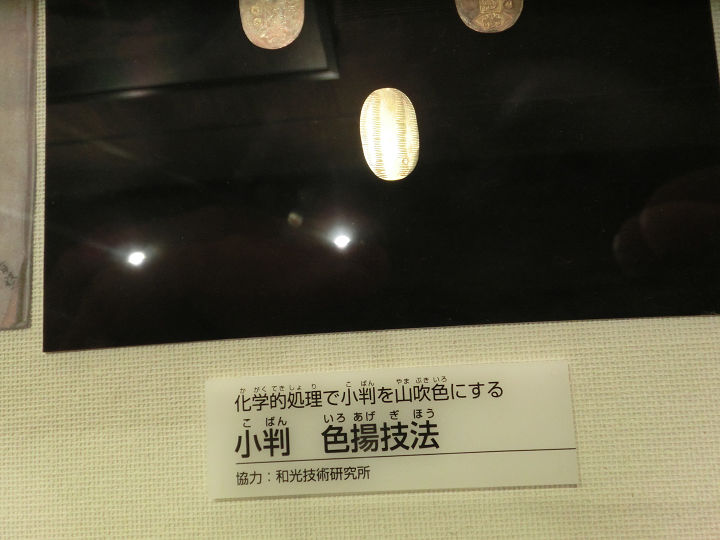 化学的処理で小判を山吹色にする
小判 色揚技法
協力：和光技術研究所